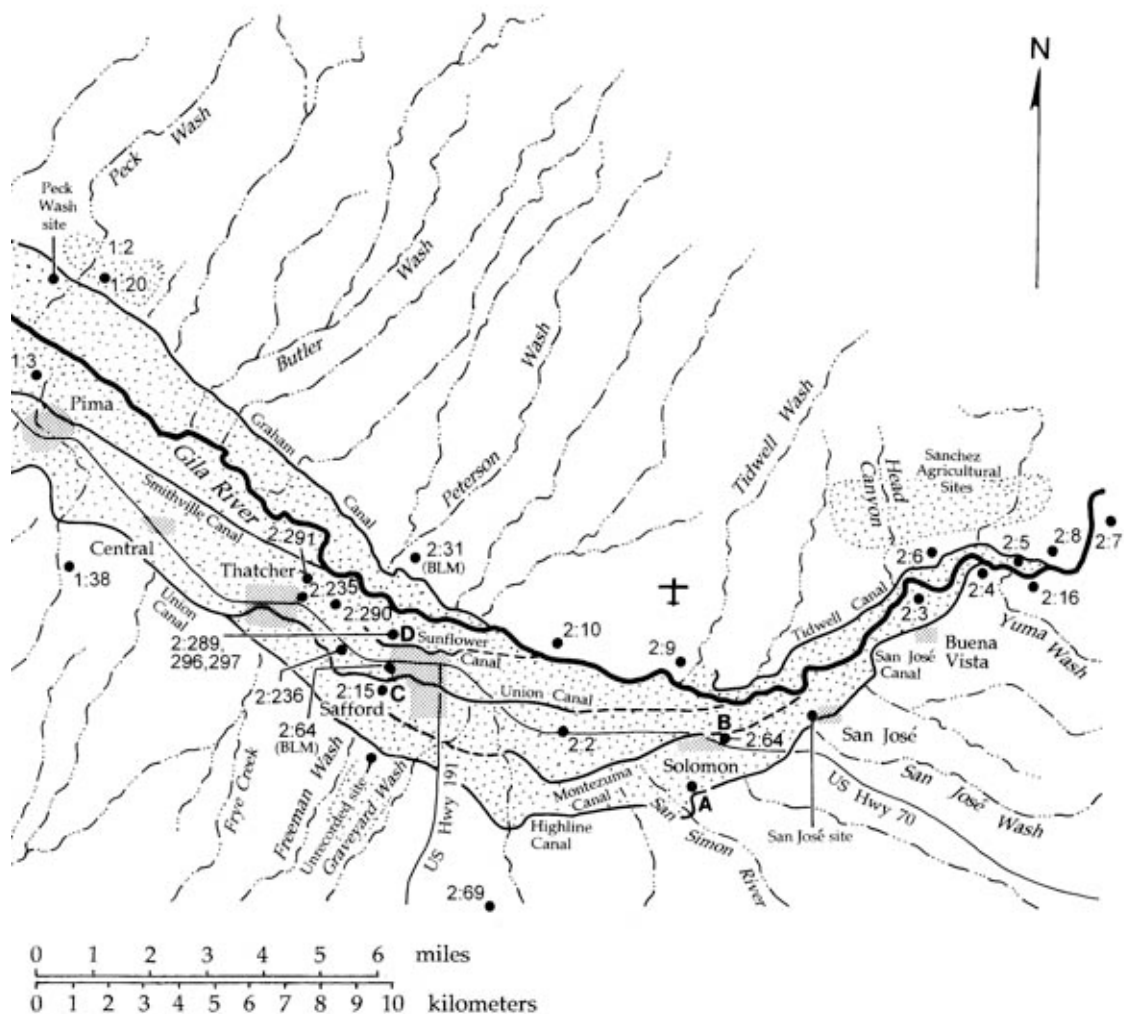 N
Peck
Wash
Peck
Wash
site
1:2
1:20
Wash
Butler
Wash
Peterson
1:3
Pima
Graham
Canal
Gila River
Smithville Canal
Tidwell Wash
Head
Canyon
Sanchez
Agricultural
Sites
2:31
(BLM)
2:6
2:5
2:8
2:7
2:291
Central
Thatcher
2:235
2:290
1:38
Union
Canal
D
Sunflower
Canal
2:10
2:9
Tidwell Canal
2:3
2:4
2:16
Yuma Wash
Buena
Vista
San José
Canal
2:289,
296,297
2:236
2:15
C
Safford
2:64
(BLM)
Union Canal
2:2
B
2:64
Solomon
San José
San José Wash
Montezuma
Canal
A
US Hwy 70
San José site
Highline
Canal
San Simon River
Frye Creek
Freeman Wash
Unrecorded site
Graveyard Wash
US Hwy 191
2:69
0 1 2 3 4 5 6 miles
0 1 2 3 4 5 6 7 8 9 10 kilometers